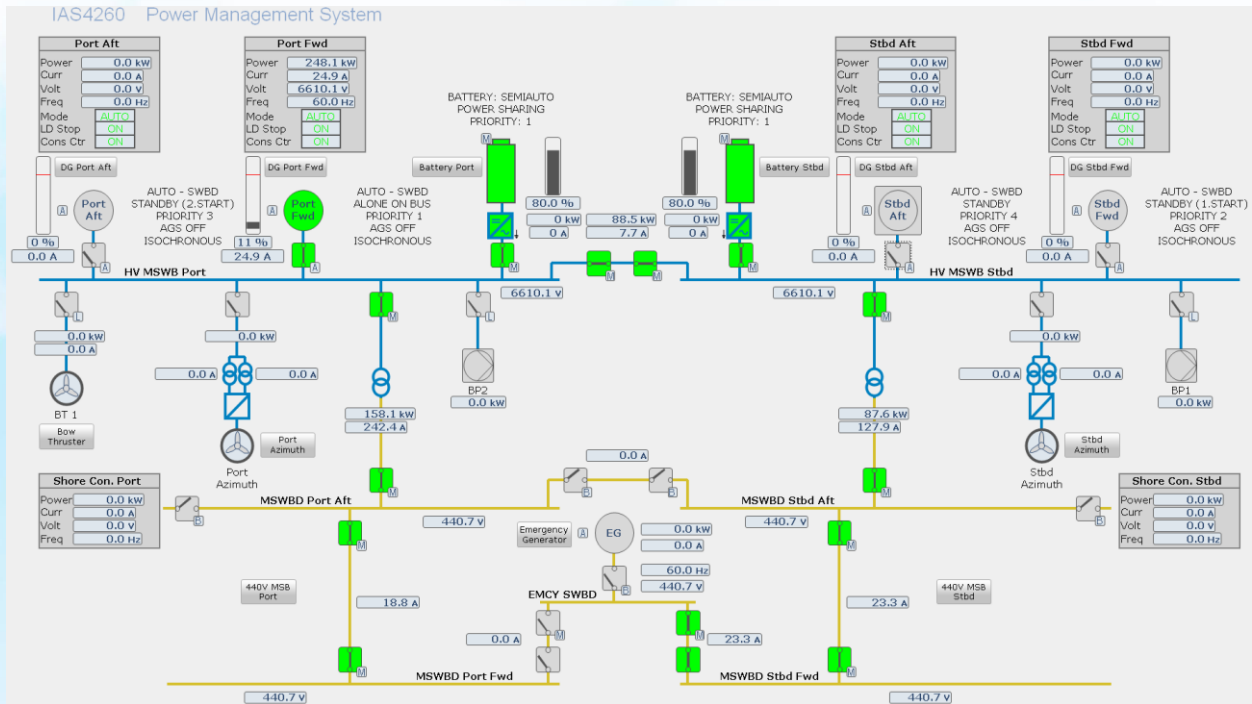 IAS4260 Power Management System
Port Aft
Power 0.0 kW
Curr 0.0 A
Volt 0.0 V
Freq 0.0 Hz
Mode AUTO
LD Stop ON
Cons Ctr ON
Port Fwd
Power 248.1 kW
Curr 24.9 A
Volt 6610.1 V
Freq 60.0 Hz
Mode AUTO
LD Stop ON
Cons Ctr ON
BATTERY: SEMIAUTO
POWER SHARING
PRIORITY: 1
BATTERY: SEMIAUTO
POWER SHARING
PRIORITY: 1
Stbd Aft
Power 0.0 kW
Curr 0.0 A
Volt 0.0 V
Freq 0.0 Hz
Mode AUTO
LD Stop ON
Cons Ctr ON
Stbd Fwd
Power 0.0 kW
Curr 0.0 A
Volt 0.0 V
Freq 0.0 Hz
Mode AUTO
LD Stop ON
Cons Ctr ON
DG Port Aft
A
Port
Aft
0 %
0.0 A
A
AUTO - SWBD
STANDBY (2.START)
PRIORITY 3
AGS OFF
ISOCHRONOUS
DG Port Fwd
A
Port
Fwd
11 %
24.9 A
A
AUTO - SWBD
ALONE ON BUS
PRIORITY 1
AGS OFF
ISOCHRONOUS
Battery Port
M
80.0 %
0 kW
0 A
M
88.5 kW
7.7 A
M
M
M
80.0 %
0 kW
0 A
M
Battery Stbd
DG Stbd Aft
A
Stbd
Aft
0 %
0.0 A
A
AUTO - SWBD
STANDBY
PRIORITY 4
AGS OFF
ISOCHRONOUS
DG Stbd Fwd
A
Stbd
Fwd
0 %
0.0 A
A
AUTO - SWBD
STANDBY (1.START)
PRIORITY 2
AGS OFF
ISOCHRONOUS
HV MSWB Port
HV MSWB Stbd
6610.1 V
6610.1 V
L
0.0 kW
0.0 A
BT 1
Bow
Thruster
0.0 kW
0.0 A
0.0 A
Port
Azimuth
Port
Azimuth
M
158.1 kW
242.4 A
M
L
BP2
0.0 kW
M
87.6 kW
127.9 A
M
0.0 kW
0.0 A
0.0 A
Stbd
Azimuth
Stbd
Azimuth
L
BP1
0.0 kW
Shore Con. Port
Power 0.0 kW
Curr 0.0 A
Volt 0.0 V
Freq 0.0 Hz
B
MSWBD Port Aft
440.7 V
0.0 A
B
B
MSWBD Stbd Aft
440.7 V
B
Shore Con. Stbd
Power 0.0 kW
Curr 0.0 A
Volt 0.0 V
Freq 0.0 Hz
Emergency
Generator
A
EG
0.0 kW
0.0 A
60.0 Hz
440.7 V
B
EMCY SWBD
M
M
440V MSB
Port
18.8 A
0.0 A
M
M
23.3 A
23.3 A
440V MSB
Stbd
M
M
M
MSWBD Port Fwd
MSWBD Stbd Fwd
440.7 V
440.7 V